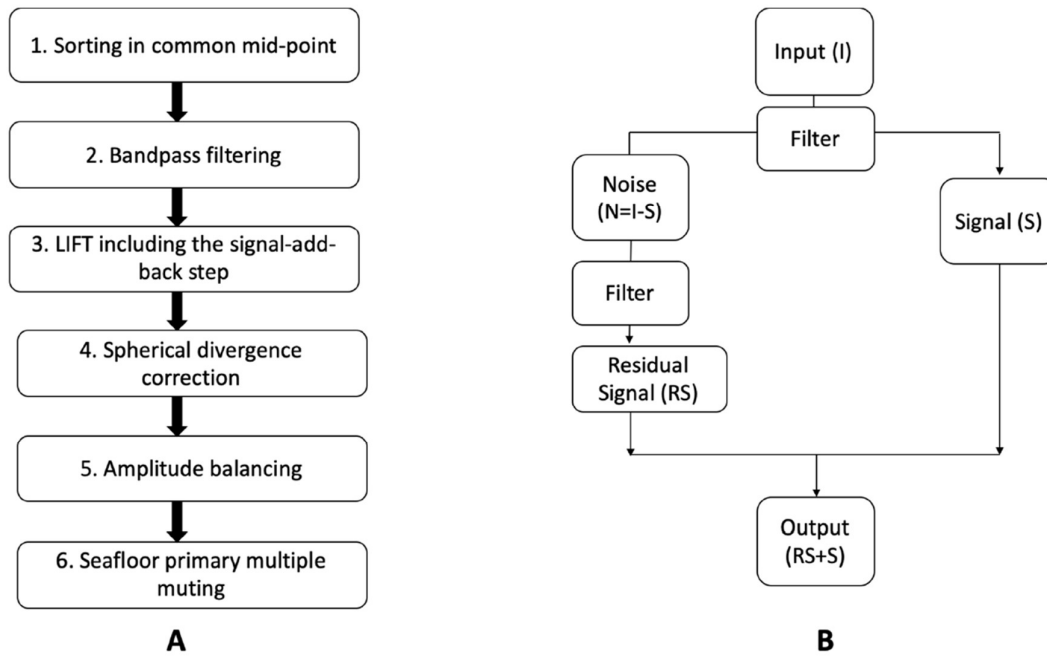 1. Sorting in common mid-point
2. Bandpass filtering
3. LIFT including the signal-add-
back step
4. Spherical divergence
correction
5. Amplitude balancing
6. Seafloor primary multiple
muting
A
Input (I)
Filter
Noise
(N=I-S)
Signal (S)
Filter
Residual
Signal (RS)
Output
(RS+S)
B